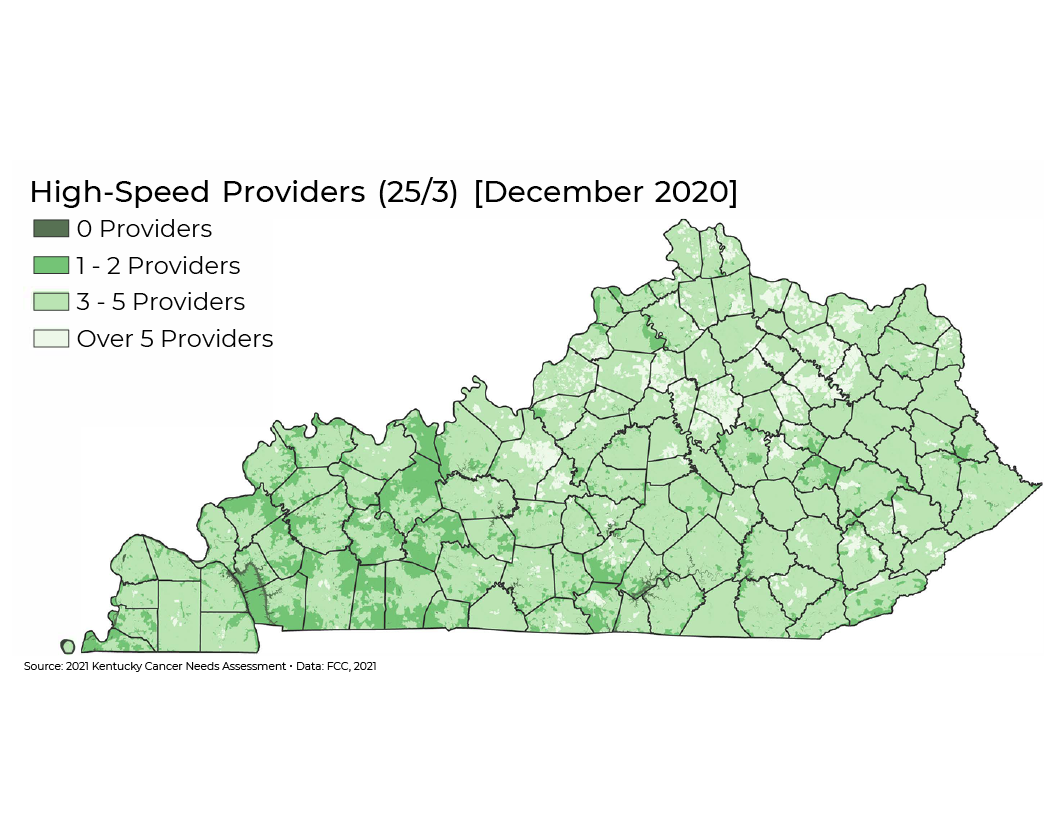 High-Speed Providers (25/3) [December 2020]
0 Providers
1 - 2 Providers
3 - 5 Providers
Over 5 Providers
Source: 2021 Kentucky Cancer Needs Assessment • Data: FCC, 2021